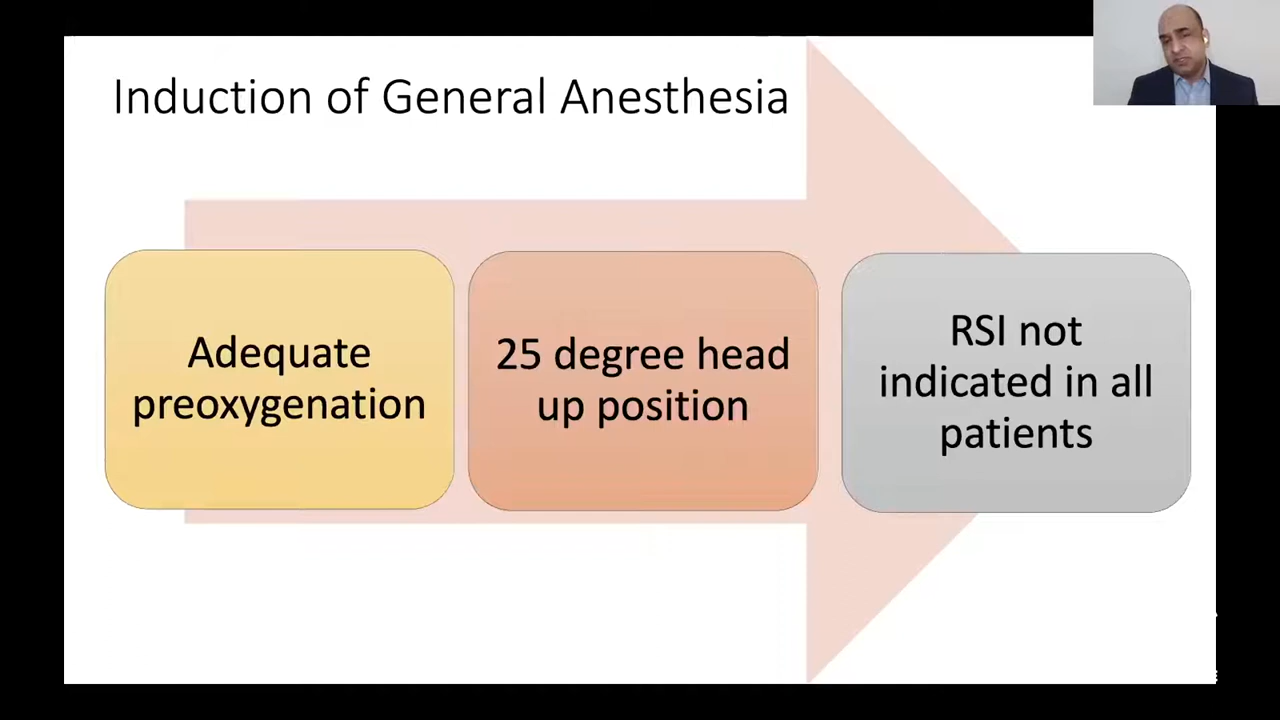 Induction of General Anesthesia
Adequate
preoxygenation
25 degree head
up position
RSI not
indicated in all
patients